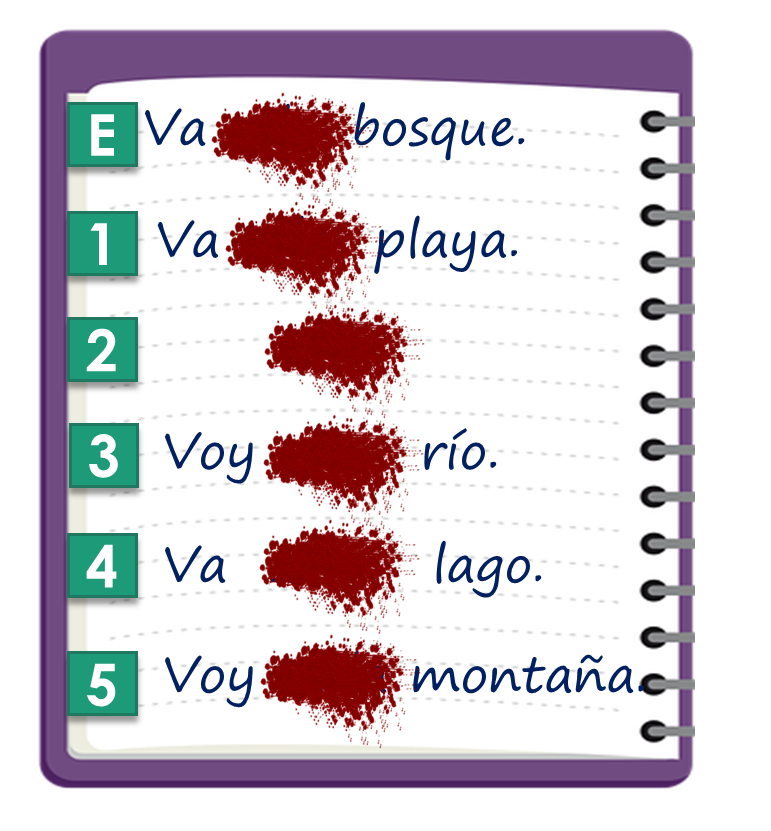 E Va bosque.
1 Va playa.
2
3 Voy río.
4 Va lago.
5 Voy montaña.